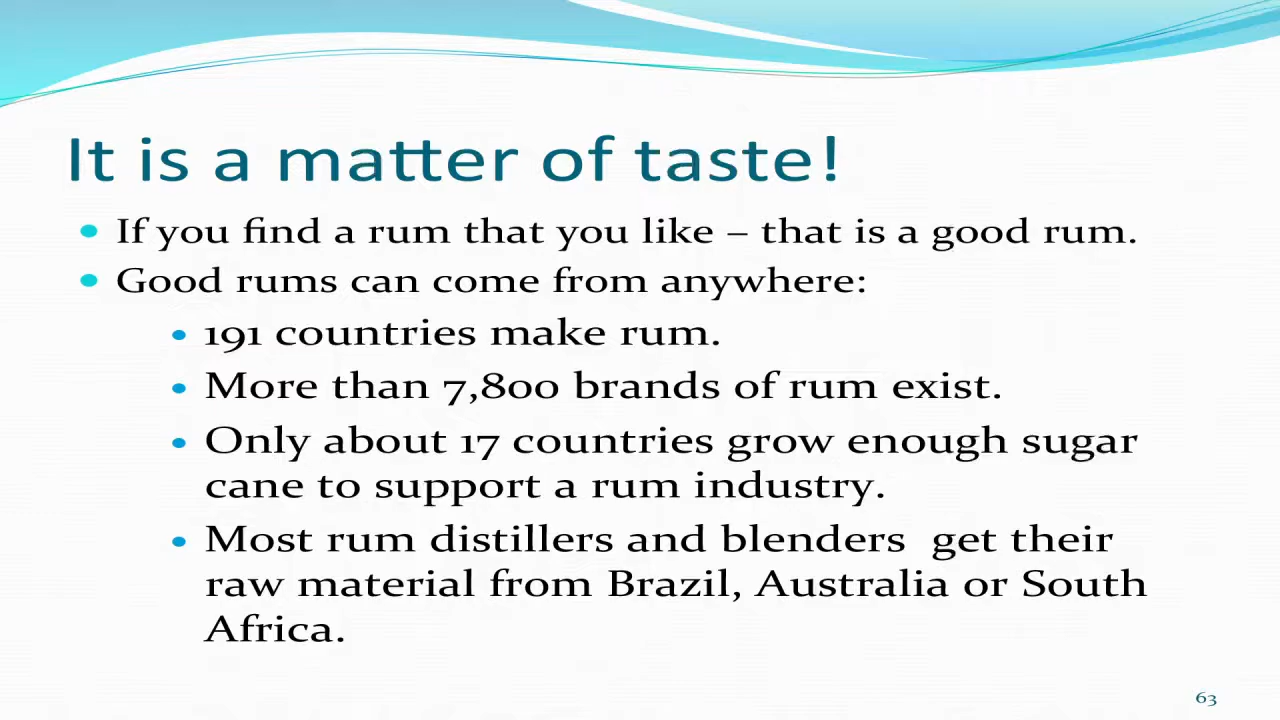 It is a matter of taste!
• If you find a rum that you like – that is a good rum.
• Good rums can come from anywhere:
• 191 countries make rum.
• More than 7,800 brands of rum exist.
• Only about 17 countries grow enough sugar
cane to support a rum industry.
• Most rum distillers and blenders  get their
raw material from Brazil, Australia or South
Africa.
63